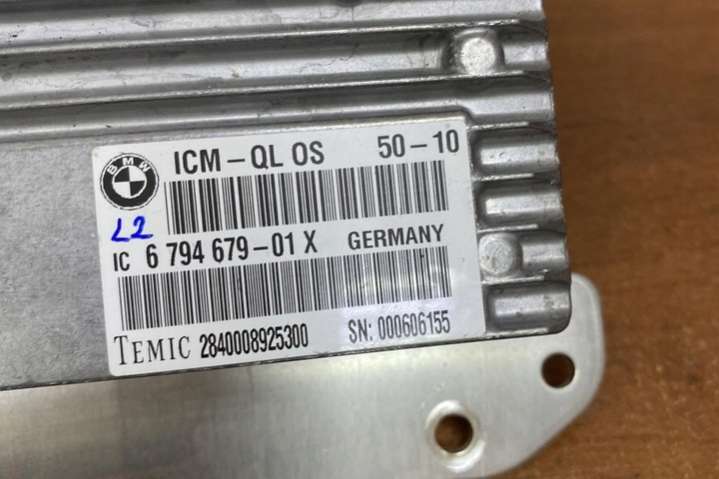 BMW
ICM – QL OS 50 – 10
L2
IC 6 794 679 – 01 X GERMANY
TEMIC 2840008925300 SN: 000606155